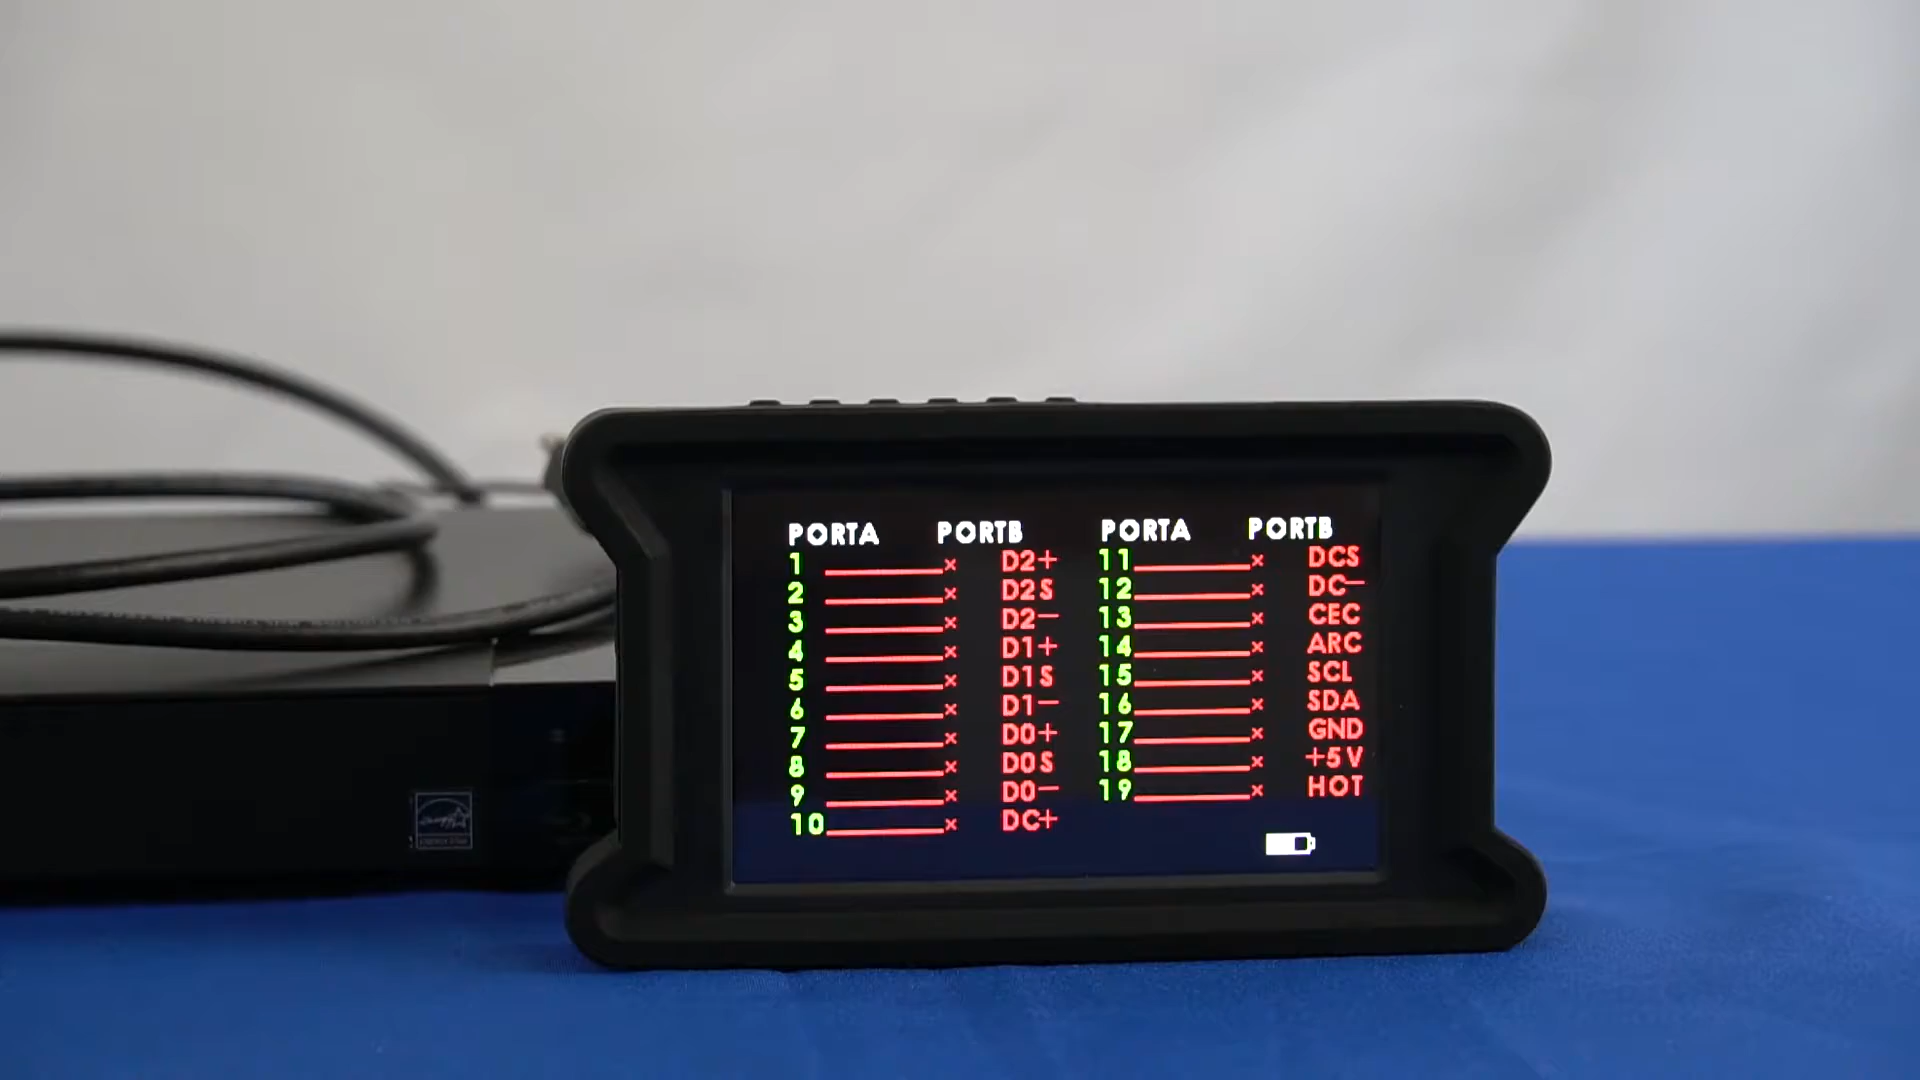 PORTA PORTB PORTA PORTB
1 × D2+ 11 × DCS
2 × D2S 12 × DC-
3 × D2- 13 × CEC
4 × D1+ 14 × ARC
5 × D1S 15 × SCL
6 × D1- 16 × SDA
7 × D0+ 17 × GND
8 × D0S 18 × +5V
9 × D0- 19 × HOT
10 × DC+